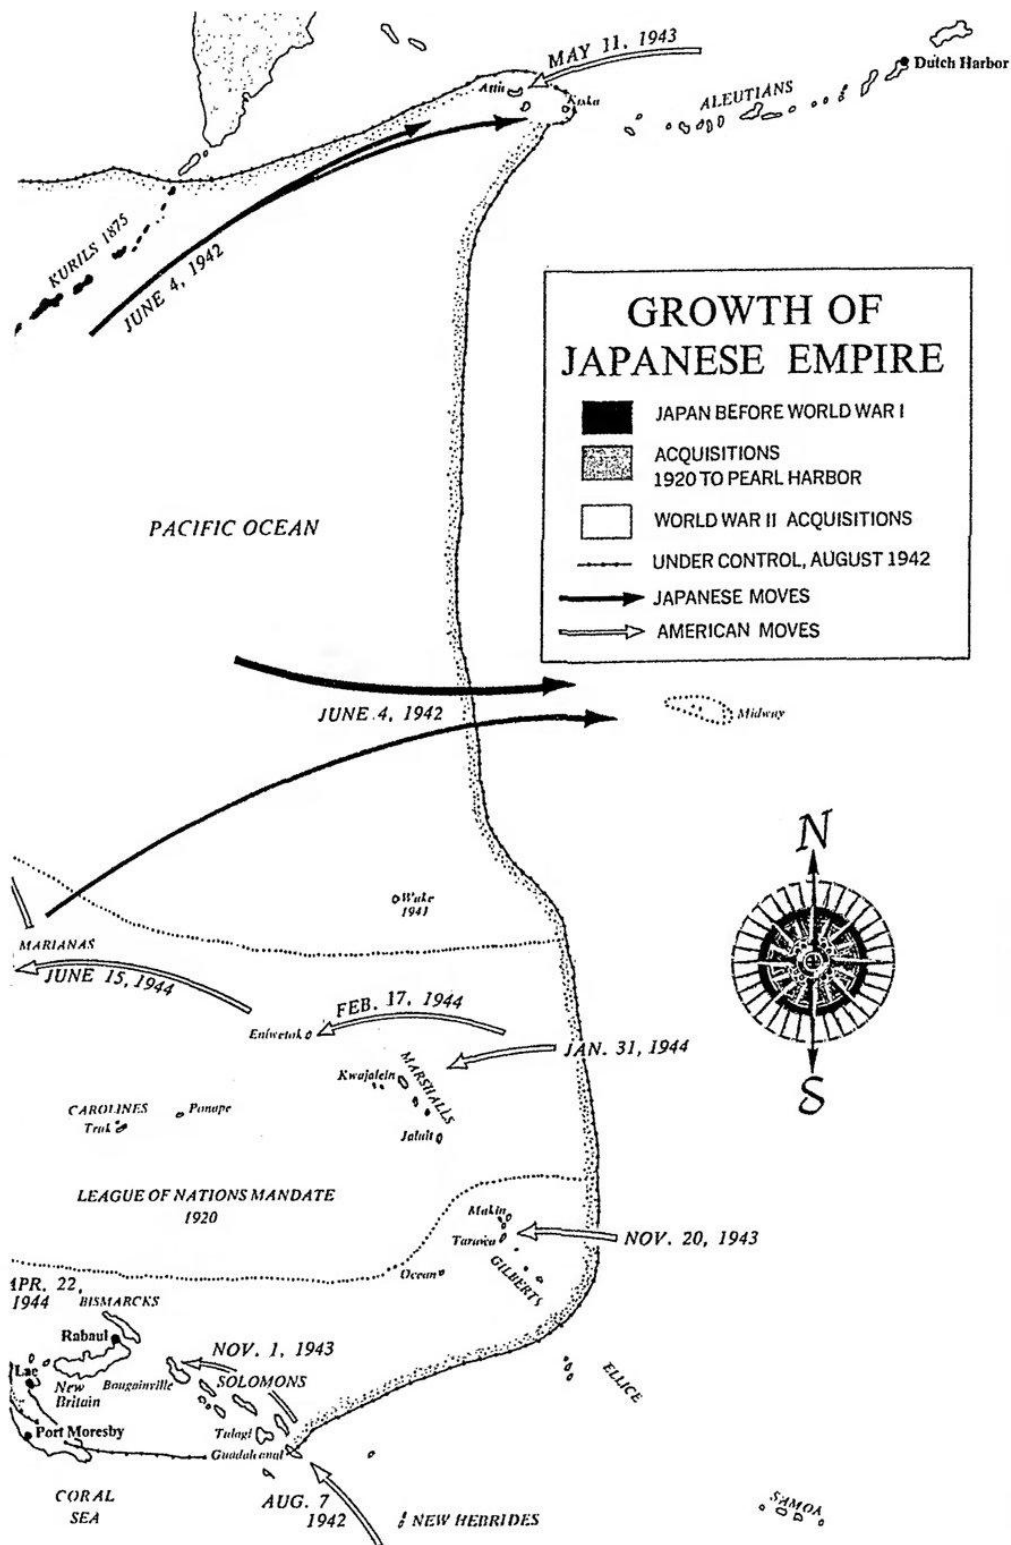 MAY 11, 1943
Dutch Harbor
Attu
Kiska
ALEUTIANS
KURILS 1875
JUNE 4, 1942
GROWTH OF
JAPANESE EMPIRE
JAPAN BEFORE WORLD WAR I
ACQUISITIONS
1920 TO PEARL HARBOR
WORLD WAR II ACQUISITIONS
UNDER CONTROL, AUGUST 1942
JAPANESE MOVES
AMERICAN MOVES
PACIFIC OCEAN
JUNE 4, 1942
Midway
N
S
Wake
1941
MARIANAS
JUNE 15, 1944
FEB. 17, 1944
Eniwetok
JAN. 31, 1944
Kwajalein
MARSHALLS
CAROLINES
Ponape
Truk
Jaluit
LEAGUE OF NATIONS MANDATE
1920
Makin
Tarawa
NOV. 20, 1943
Ocean
GILBERTS
APR. 22,
1944
BISMARCKS
Rabaul
NOV. 1, 1943
Lae
New
Britain
Bougainville
SOLOMONS
ELLICE
Port Moresby
Tulagi
Guadalcanal
CORAL
SEA
AUG. 7
1942
NEW HEBRIDES
SAMOA